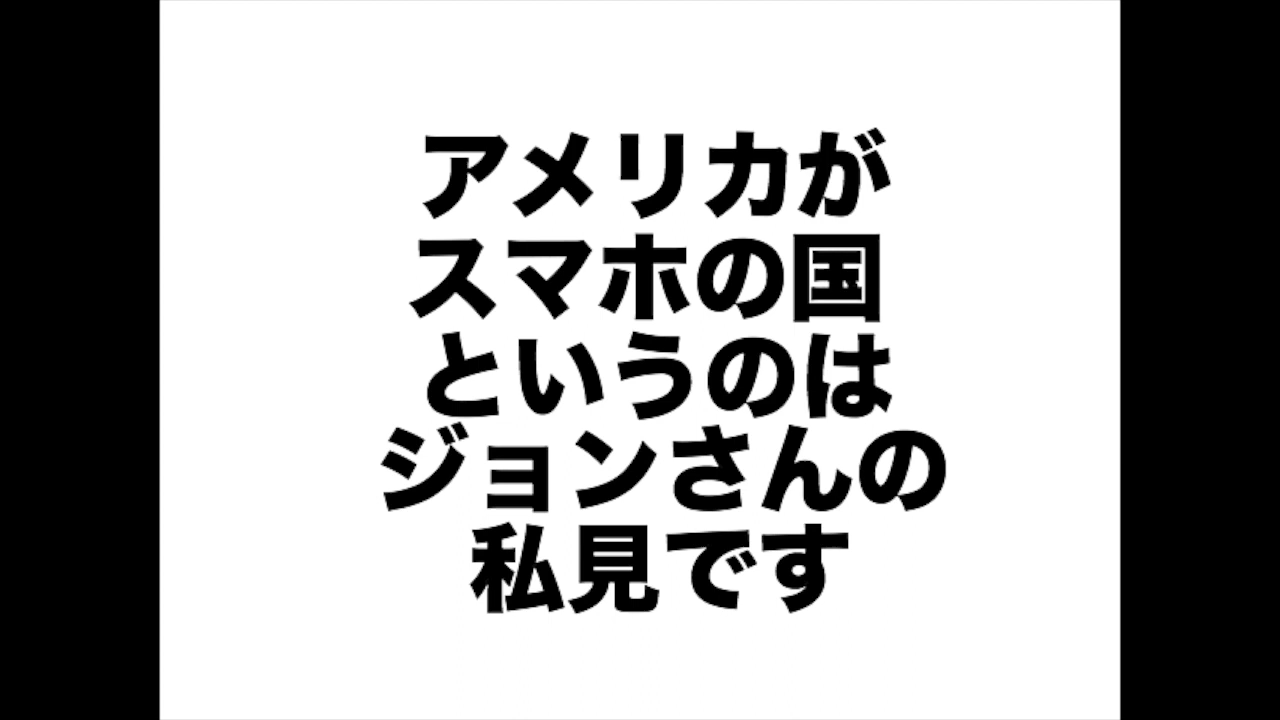 アメリカが
スマホの国
というのは
ジョンさんの
私見です